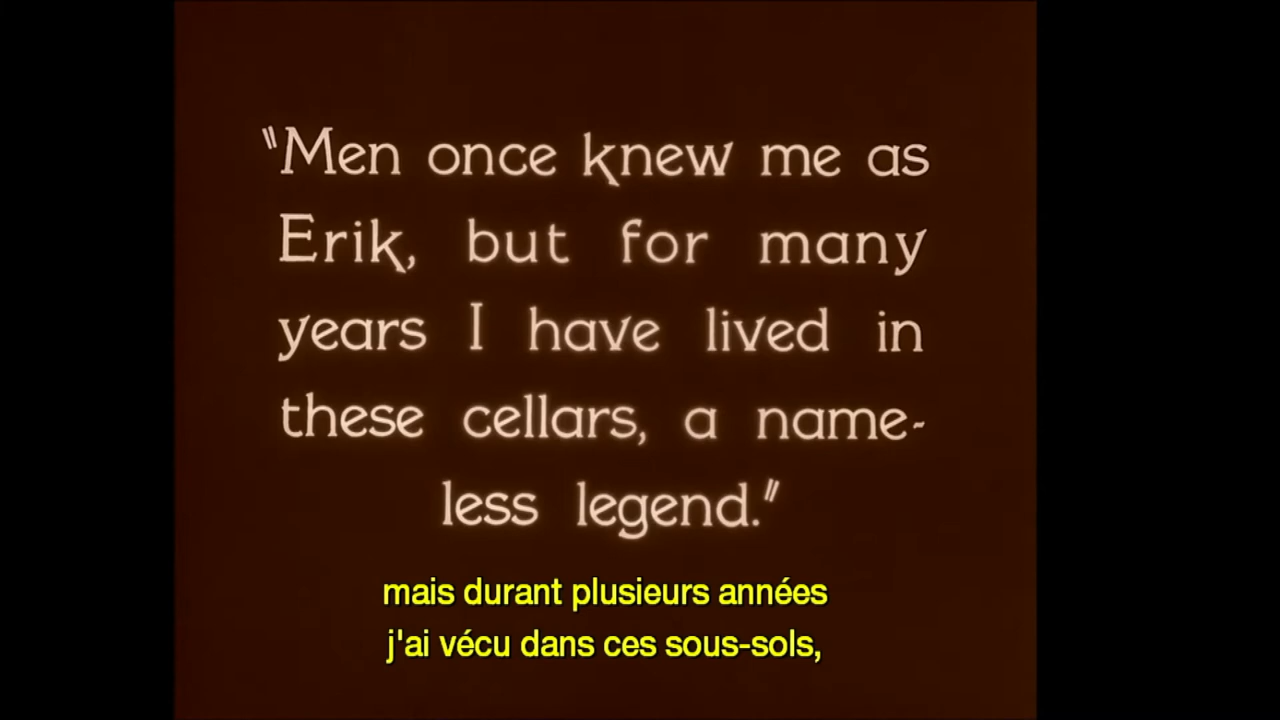 "Men once knew me as
Erik, but for many
years I have lived in
these cellars, a name-
less legend."
mais durant plusieurs années
j'ai vécu dans ces sous-sols,